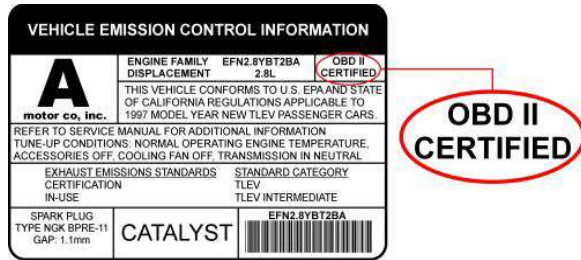 VEHICLE EMISSION CONTROL INFORMATION
A
motor co, inc.
ENGINE FAMILY EFN2.8YBT2BA
DISPLACEMENT 2.8L
OBD II
CERTIFIED
THIS VEHICLE CONFORMS TO U.S. EPA AND STATE
OF CALIFORNIA REGULATIONS APPLICABLE TO
1997 MODEL YEAR NEW TLEV PASSENGER CARS.
REFER TO SERVICE MANUAL FOR ADDITIONAL INFORMATION
TUNE-UP CONDITIONS: NORMAL OPERATING ENGINE TEMPERATURE,
ACCESSORIES OFF, COOLING FAN OFF, TRANSMISSION IN NEUTRAL
EXHAUST EMISSIONS STANDARDS STANDARD CATEGORY
CERTIFICATION TLEV
IN-USE TLEV INTERMEDIATE
SPARK PLUG
TYPE NGK BPRE-11
GAP: 1.1mm
CATALYST
EFN2.8YBT2BA
OBD II
CERTIFIED